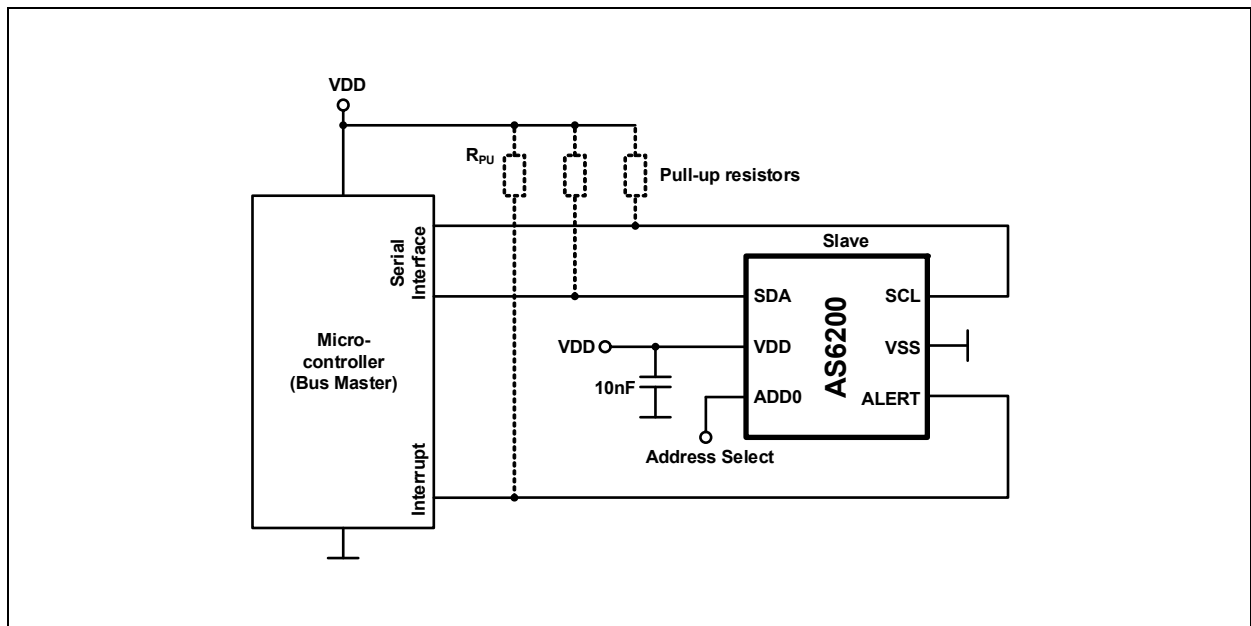 VDD
RPU
Pull-up resistors
Serial
Interface
Micro-
controller
(Bus Master)
Interrupt
Slave
SDA
SCL
VDD
VDD
VSS
10nF
ADD0
ALERT
AS6200
Address Select